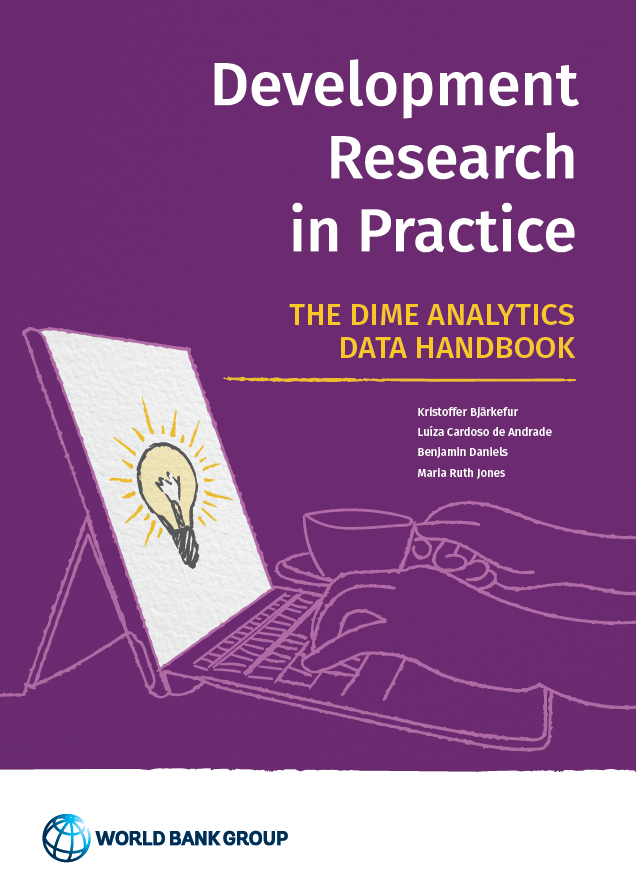 Development
Research
in Practice
THE DIME ANALYTICS
DATA HANDBOOK
Kristoffer Bjärkefur
Luíza Cardoso de Andrade
Benjamin Daniels
Maria Ruth Jones
WORLD BANK GROUP